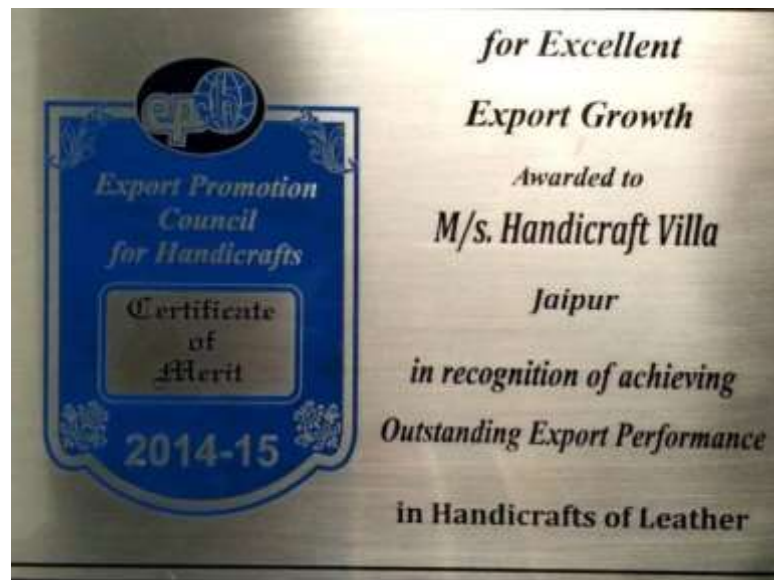 epch
Export Promotion
Council
for Handicrafts
Certificate
of
Merit
2014-15
for Excellent
Export Growth
Awarded to
M/s. Handicraft Villa
Jaipur
in recognition of achieving
Outstanding Export Performance
in Handicrafts of Leather